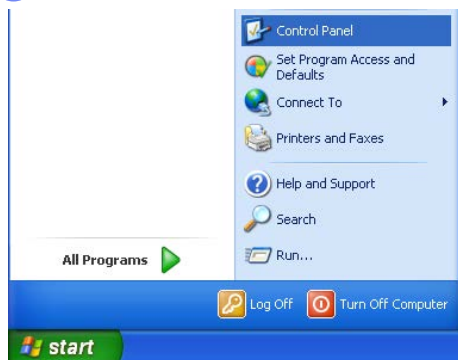 Control Panel
Set Program Access and
Defaults
Connect To
Printers and Faxes
Help and Support
Search
Run...
All Programs
Log Off
Turn Off Computer
start